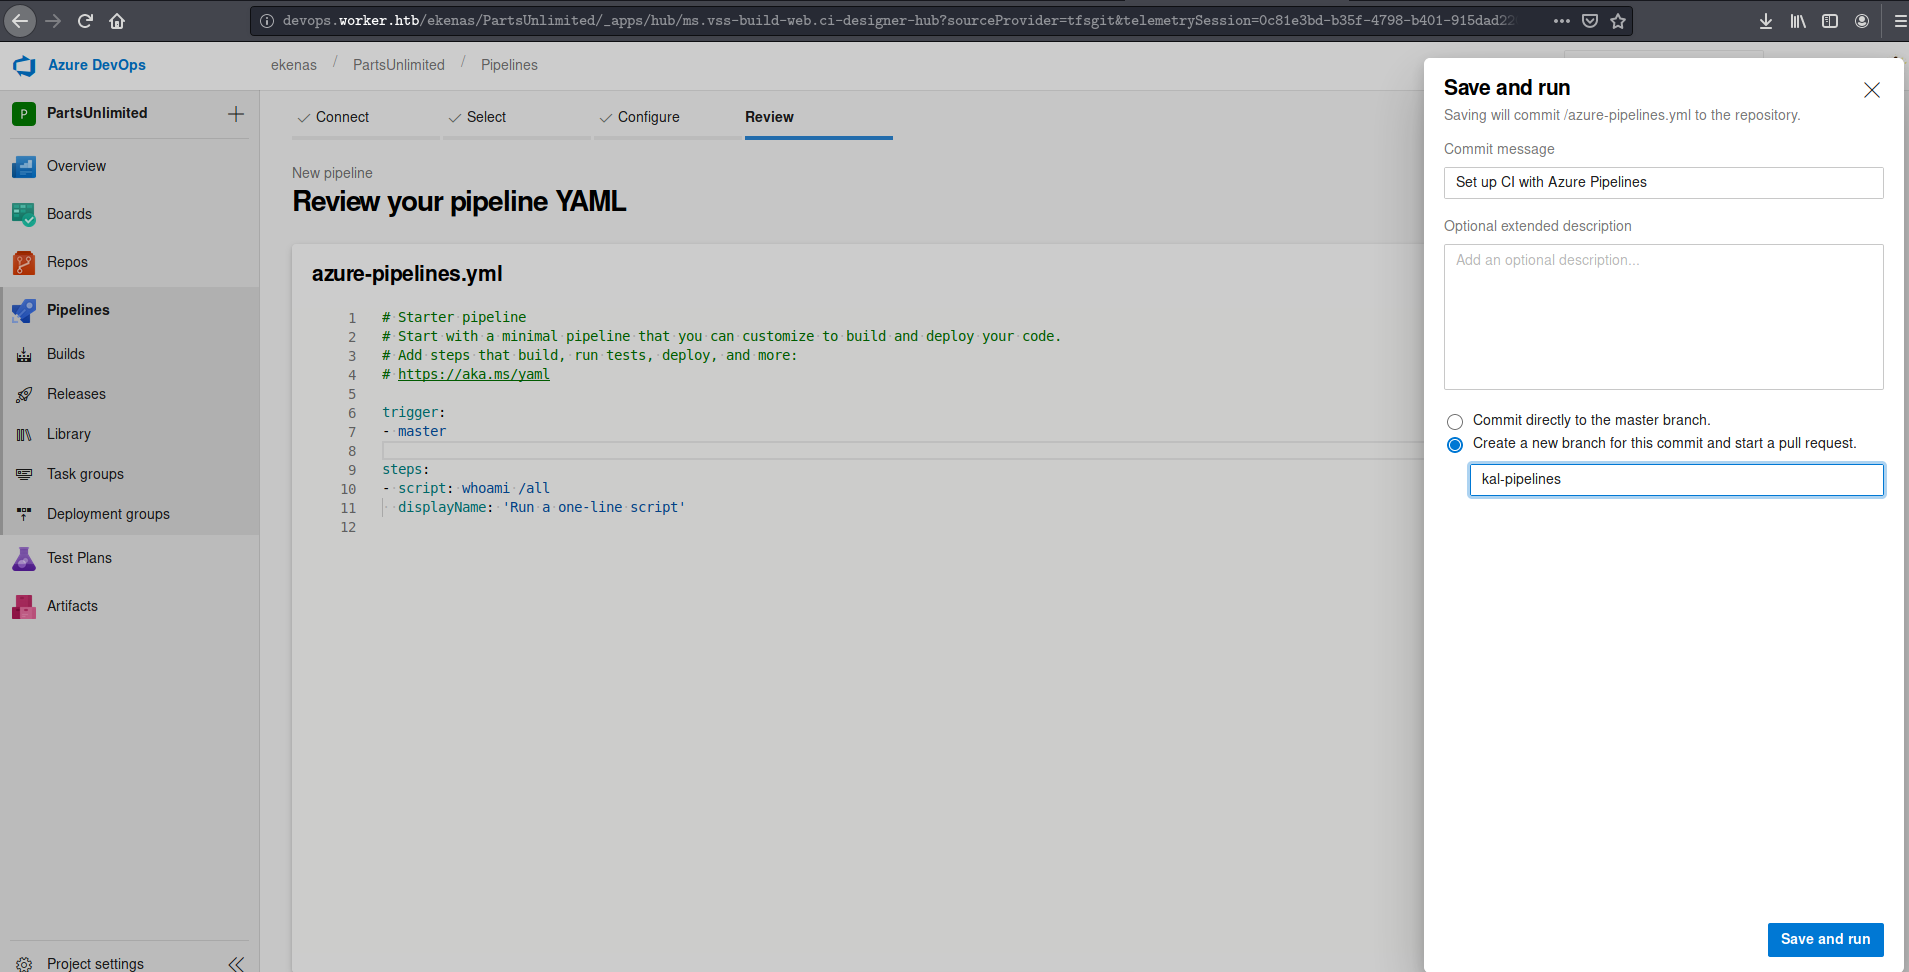 devops.worker.htb/ekenas/PartsUnlimited/_apps/hub/ms.vss-build-web.ci-designer-hub?sourceProvider=tfsgit&telemetrySession=0c81e3bd-b35f-4798-b401-915dad22
Azure DevOps
ekenas / PartsUnlimited / Pipelines
P PartsUnlimited
Overview
Boards
Repos
Pipelines
Builds
Releases
Library
Task groups
Deployment groups
Test Plans
Artifacts
Project settings
Connect Select Configure Review
New pipeline
Review your pipeline YAML
azure-pipelines.yml
1 # Starter pipeline
2 # Start with a minimal pipeline that you can customize to build and deploy your code.
3 # Add steps that build, run tests, deploy, and more:
4 # https://aka.ms/yaml
5
6 trigger:
7 - master
8
9 steps:
10 - script: whoami /all
11   displayName: 'Run a one-line script'
12
Save and run
Saving will commit /azure-pipelines.yml to the repository.
Commit message
Set up CI with Azure Pipelines
Optional extended description
Add an optional description...
Commit directly to the master branch.
Create a new branch for this commit and start a pull request.
kal-pipelines
Save and run